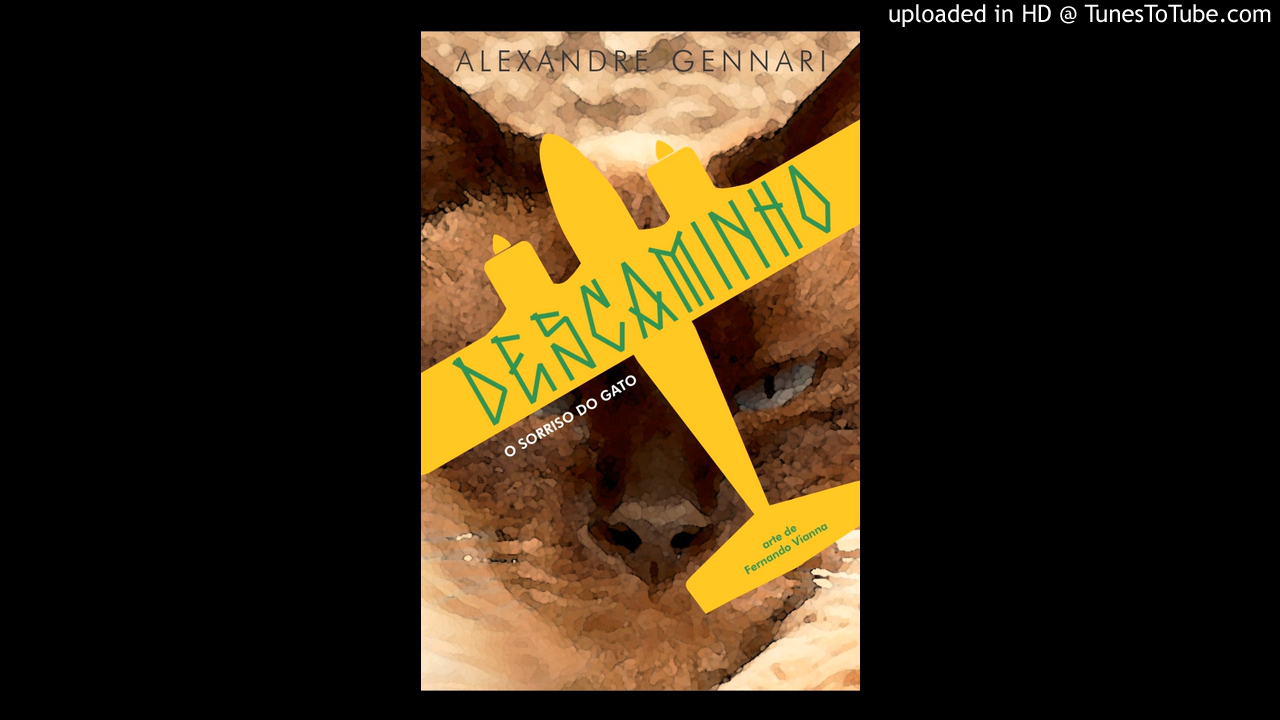 uploaded in HD @ TunesToTube.com
ALEXANDRE GENNARI
DESCAMINHO
O SORRISO DO GATO
arte de
Fernando Vianna